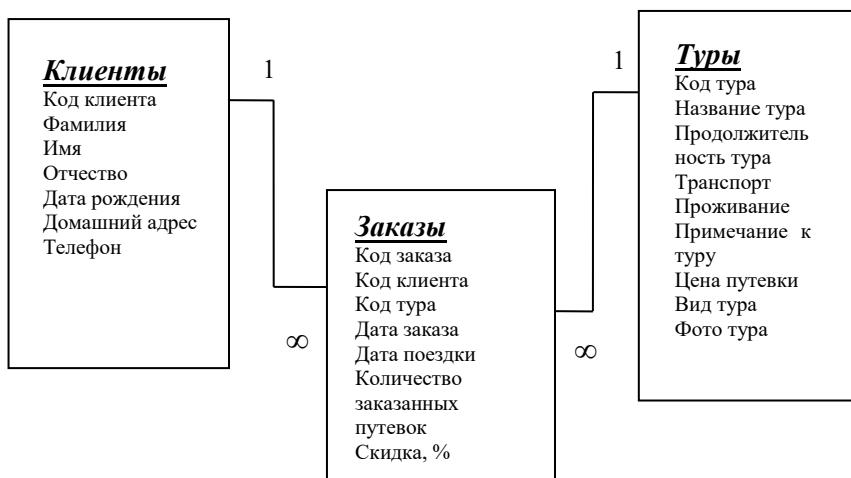 Клиенты
Код клиента
Фамилия
Имя
Отчество
Дата рождения
Домашний адрес
Телефон
1
∞
Заказы
Код заказа
Код клиента
Код тура
Дата заказа
Дата поездки
Количество
заказанных
путевок
Скидка, %
1
∞
Туры
Код тура
Название тура
Продолжитель
ность тура
Транспорт
Проживание
Примечание к
туру
Цена путевки
Вид тура
Фото тура